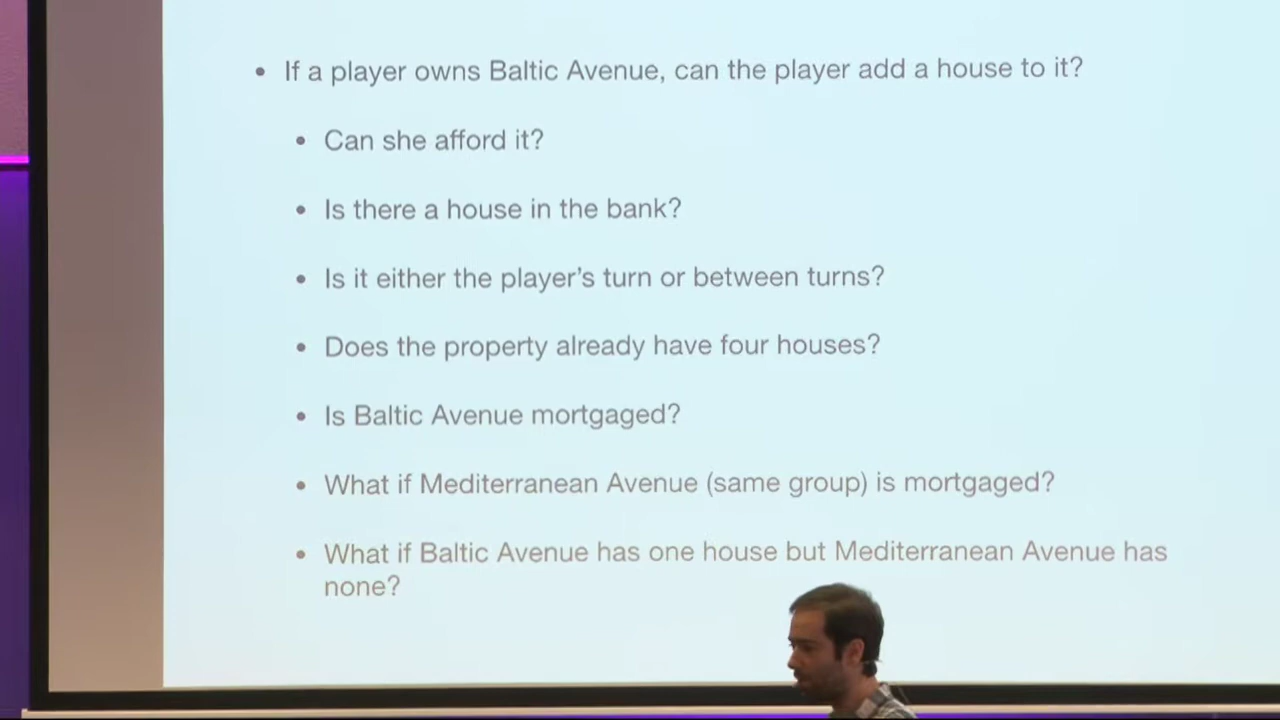 • If a player owns Baltic Avenue, can the player add a house to it?
• Can she afford it?
• Is there a house in the bank?
• Is it either the player's turn or between turns?
• Does the property already have four houses?
• Is Baltic Avenue mortgaged?
• What if Mediterranean Avenue (same group) is mortgaged?
• What if Baltic Avenue has one house but Mediterranean Avenue has
none?